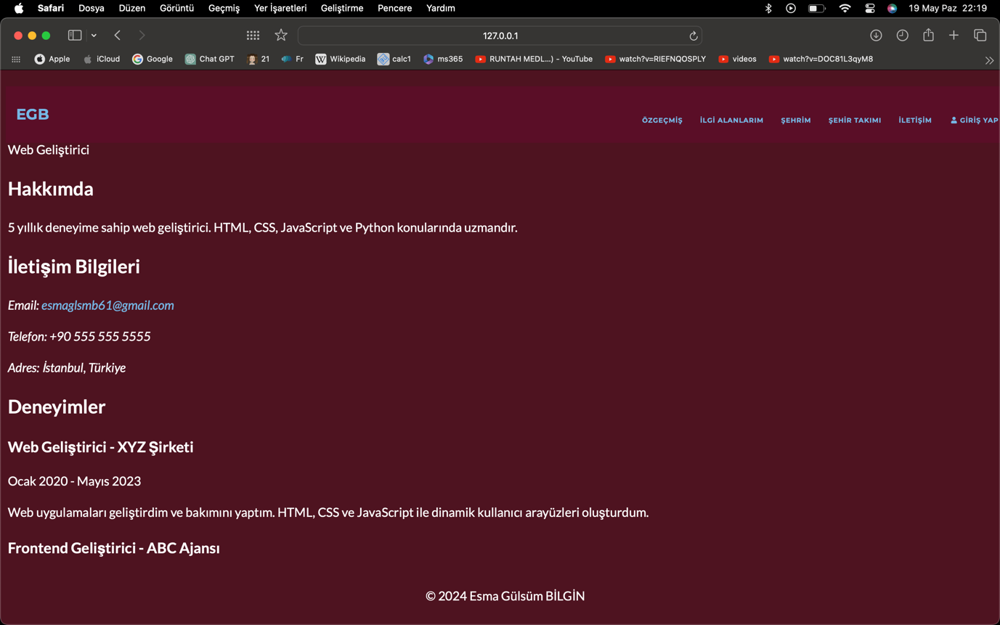 Safari Dosya Düzen Görüntü Geçmiş Yer İşaretleri Geliştirme Pencere Yardım 19 May Paz 22:19
127.0.0.1
Apple iCloud Google Chat GPT 21 Fr Wikipedia calc1 ms365 RUNTAH MEDL...) - YouTube watch?v=RIEFNQOSPLY videos watch?v=DOC81L3qyM8
EGB ÖZGEÇMİŞ İLGİ ALANLARIM ŞEHRİM ŞEHİR TAKIMI İLETİŞİM GİRİŞ YAP
Web Geliştirici
Hakkımda
5 yıllık deneyime sahip web geliştirici. HTML, CSS, JavaScript ve Python konularında uzmandır.
İletişim Bilgileri
Email: esmaglsmb61@gmail.com
Telefon: +90 555 555 5555
Adres: İstanbul, Türkiye
Deneyimler
Web Geliştirici - XYZ Şirketi
Ocak 2020 - Mayıs 2023
Web uygulamaları geliştirdim ve bakımını yaptım. HTML, CSS ve JavaScript ile dinamik kullanıcı arayüzleri oluşturdum.
Frontend Geliştirici - ABC Ajansı
© 2024 Esma Gülsüm BİLGİN